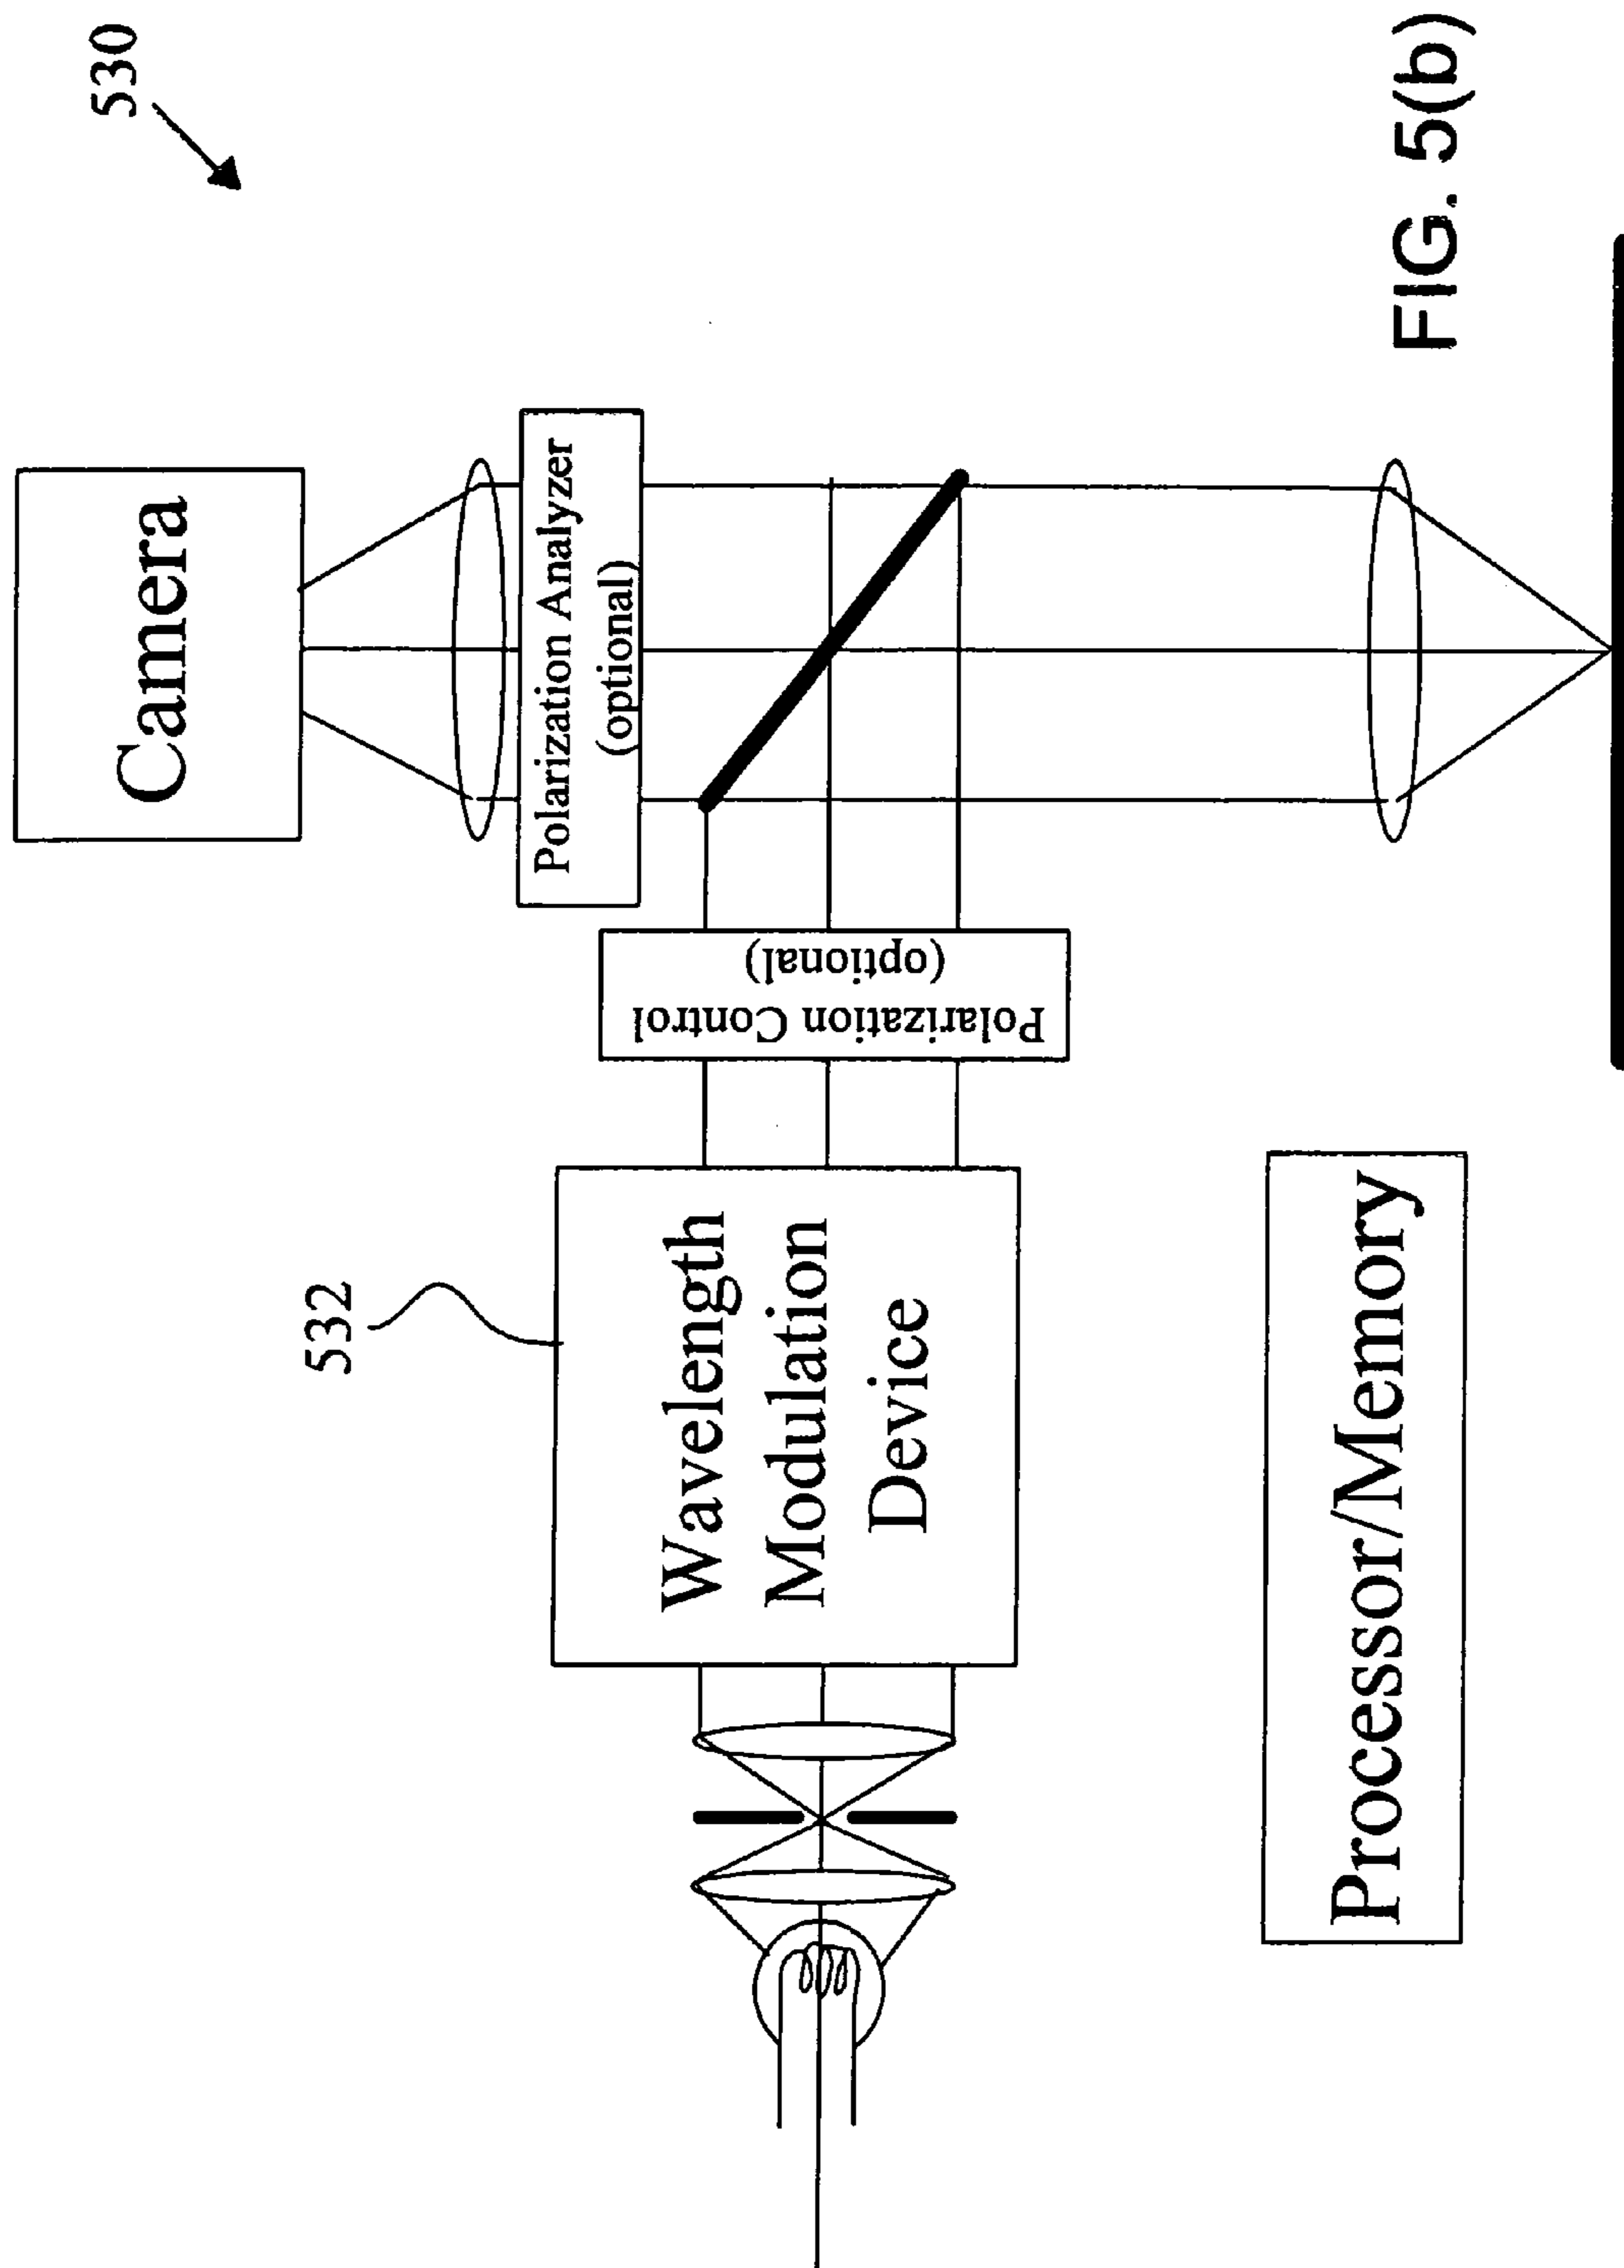 530
Camera
Polarization Analyzer
(optional)
532
Wavelength
Modulation
Device
Polarization Control
(optional)
Processor/Memory
FIG. 5(b)